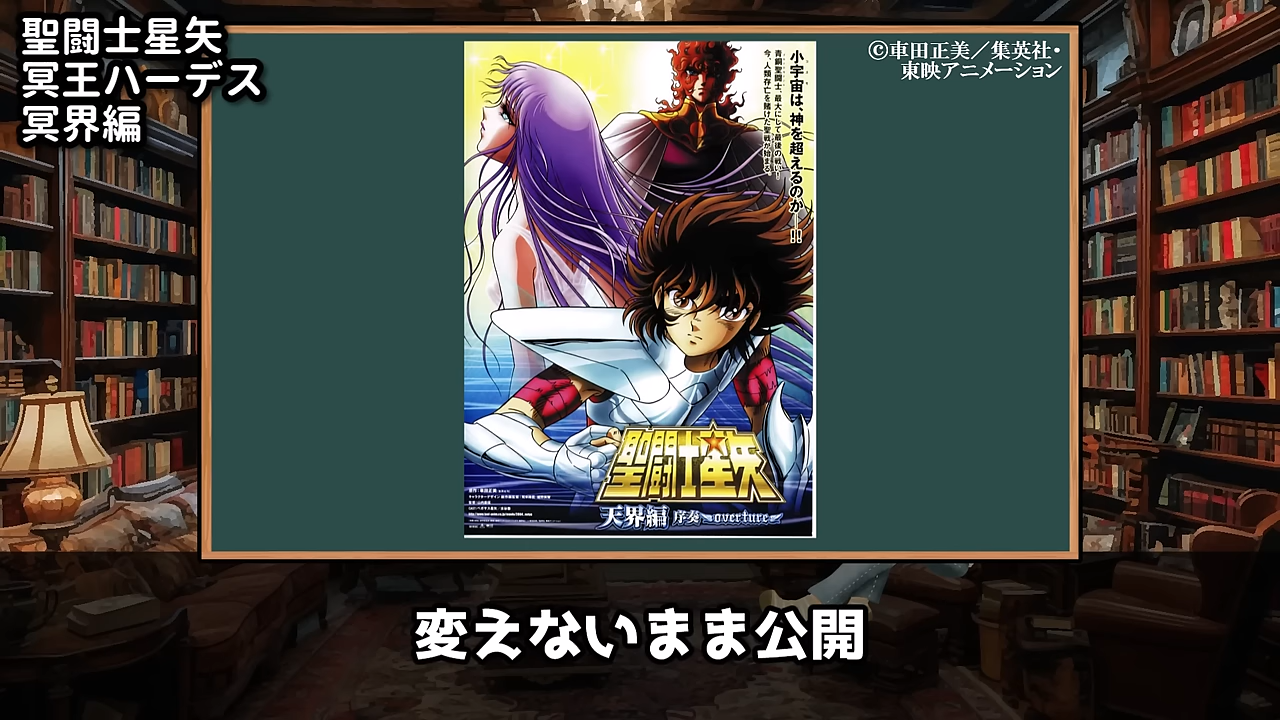 聖闘士星矢
冥王ハーデス
冥界編
©車田正美／集英社・
東映アニメーション
小宇宙は、神を超えるのか―!!
青銅聖闘士、最大にして最後の戦い！
今、人類存亡を賭けた聖戦が始まる。
聖闘士星矢
天界編 序奏～overture～
変えないまま公開